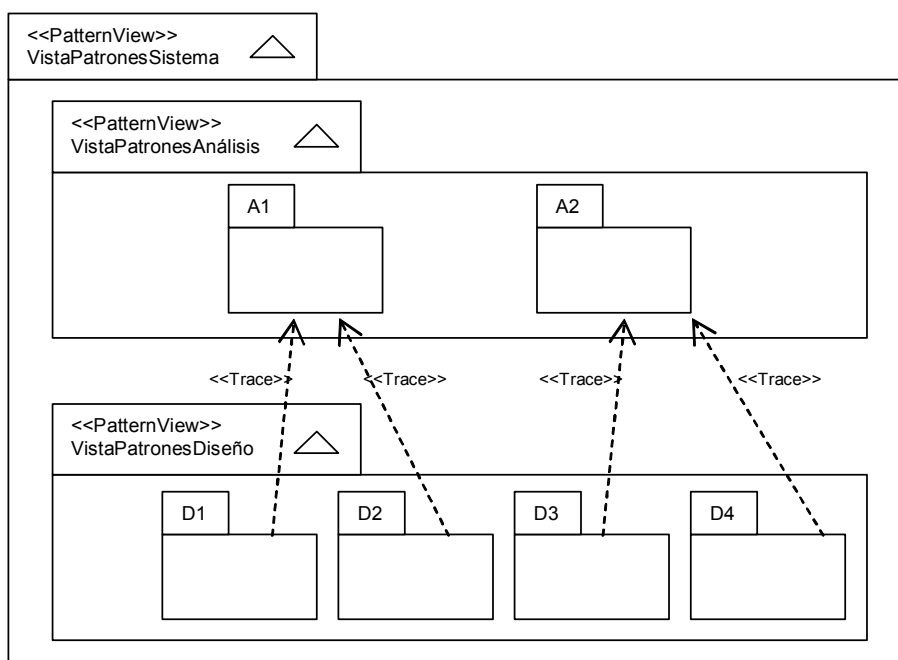 <<PatternView>>
VistaPatronesSistema
<<PatternView>>
VistaPatronesAnálisis
A1
A2
<<Trace>>
<<Trace>>
<<Trace>>
<<Trace>>
<<PatternView>>
VistaPatronesDiseño
D1
D2
D3
D4